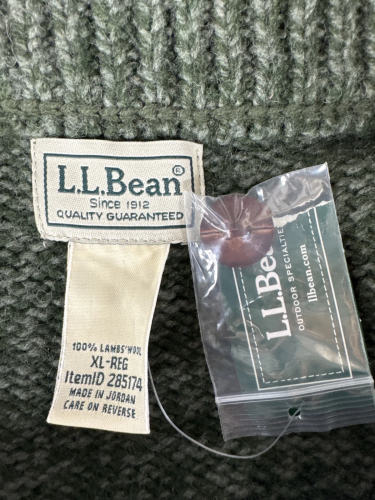 L.L.Bean®
Since 1912
QUALITY GUARANTEED
100% LAMBS' WOOL
XL-REG
ItemID 285174
MADE IN JORDAN
CARE ON REVERSE
L.L.Bea
OUTDOOR SPECIALTIE
llbean.com